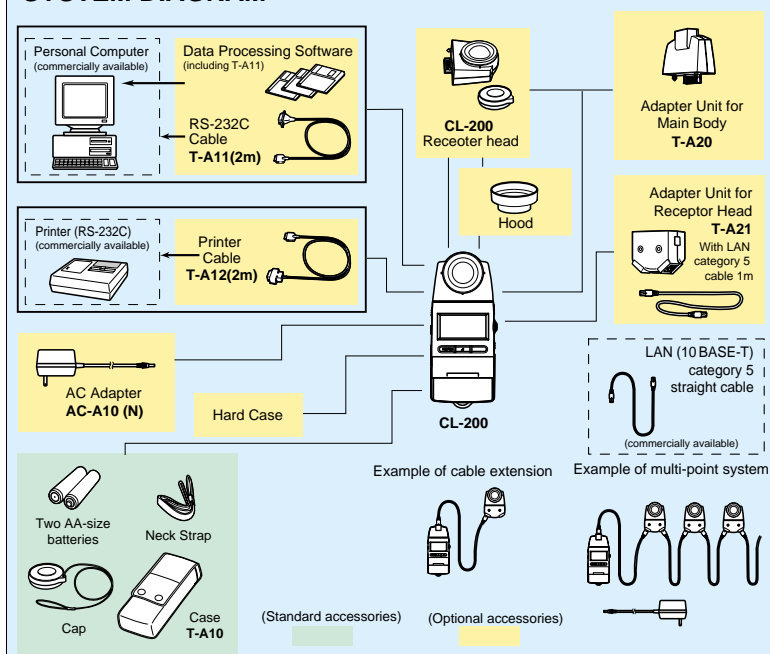 SYSTEM DIAGRAM
Personal Computer
(commercially available)
Data Processing Software
(including T-A11)
RS-232C
Cable
T-A11(2m)
Printer (RS-232C)
(commercially available)
Printer
Cable
T-A12(2m)
AC Adapter
AC-A10 (N)
Hard Case
CL-200
Receoter head
Hood
CL-200
Adapter Unit for
Main Body
T-A20
Adapter Unit for
Receptor Head
T-A21
With LAN
category 5
cable 1m
LAN (10 BASE-T)
category 5
straight cable
(commercially available)
Two AA-size
batteries
Neck Strap
Cap
Case
T-A10
Example of cable extension
Example of multi-point system
(Standard accessories)
(Optional accessories)